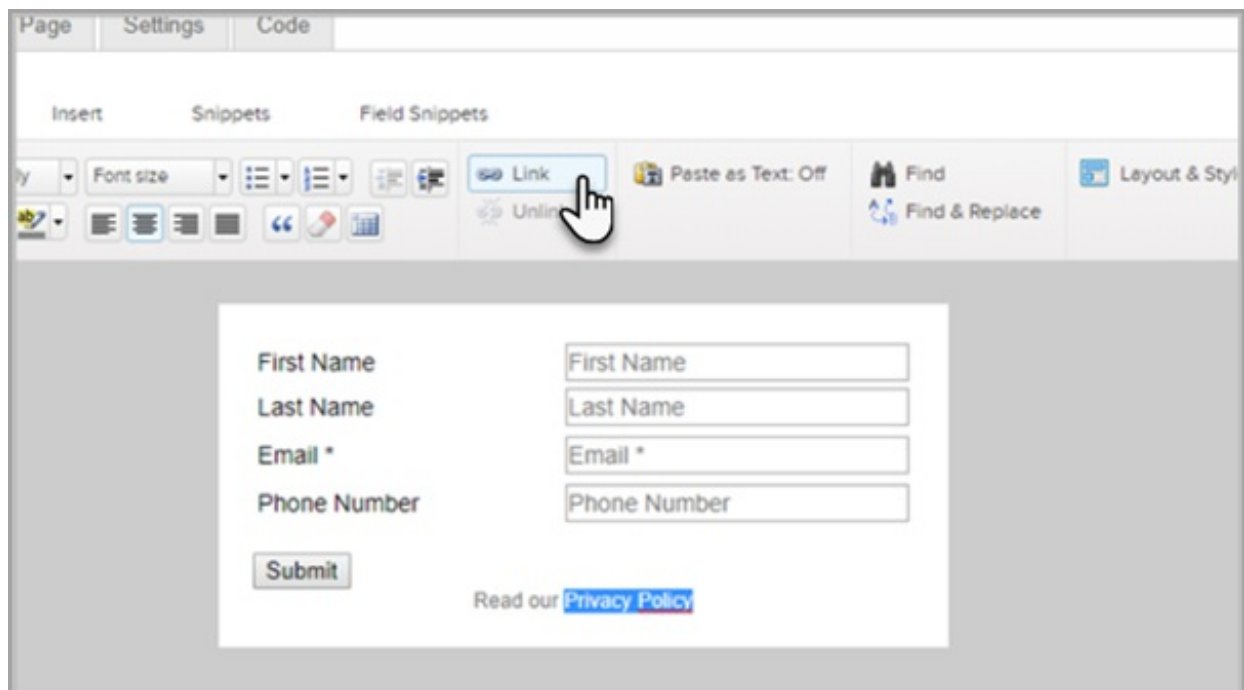 Page Settings Code
Insert Snippets Field Snippets
Font size Link Paste as Text: Off Find
Find & Replace
First Name First Name
Last Name Last Name
Email * Email *
Phone Number Phone Number
Submit
Read our Privacy Policy